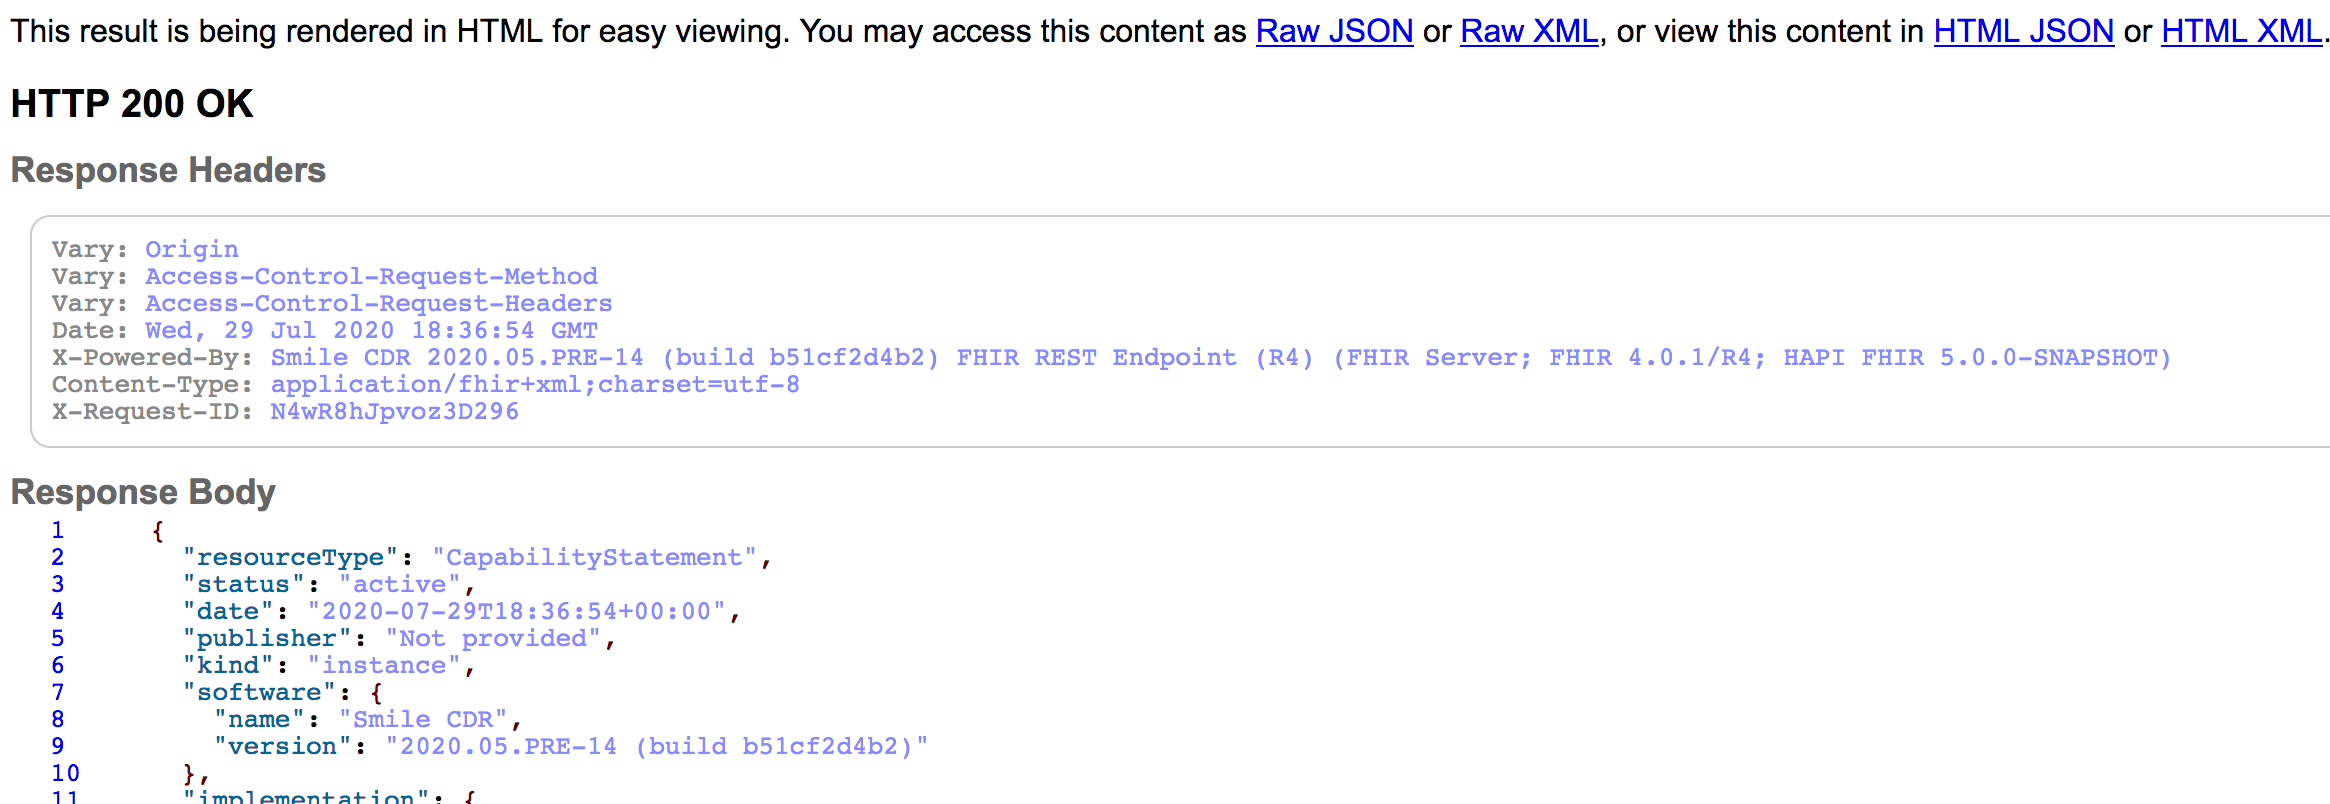 This result is being rendered in HTML for easy viewing. You may access this content as Raw JSON or Raw XML, or view this content in HTML JSON or HTML XML.
HTTP 200 OK
Response Headers
Vary: Origin
Vary: Access-Control-Request-Method
Vary: Access-Control-Request-Headers
Date: Wed, 29 Jul 2020 18:36:54 GMT
X-Powered-By: Smile CDR 2020.05.PRE-14 (build b51cf2d4b2) FHIR REST Endpoint (R4) (FHIR Server; FHIR 4.0.1/R4; HAPI FHIR 5.0.0-SNAPSHOT)
Content-Type: application/fhir+xml;charset=utf-8
X-Request-ID: N4wR8hJpvoz3D296
Response Body
1 {
2 "resourceType": "CapabilityStatement",
3 "status": "active",
4 "date": "2020-07-29T18:36:54+00:00",
5 "publisher": "Not provided",
6 "kind": "instance",
7 "software": {
8 "name": "Smile CDR",
9 "version": "2020.05.PRE-14 (build b51cf2d4b2)"
10 },
11 "implementation": {